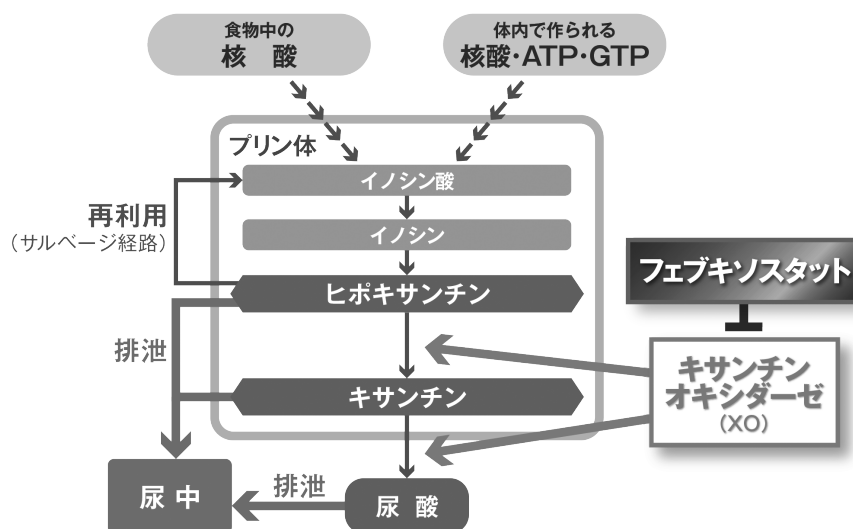 食物中の
核 酸
体内で作られる
核酸・ATP・GTP
プリン体
イノシン酸
再利用
（サルベージ経路）
イノシン
フェブキソスタット
ヒポキサンチン
排泄
キサンチン
オキシダーゼ
（XO）
キサンチン
尿中
排泄
尿酸